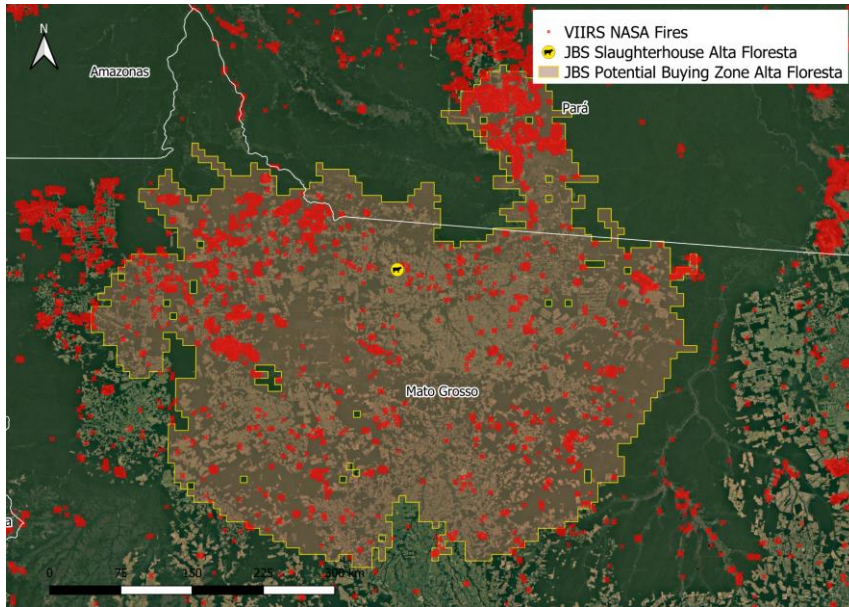 N
Amazonas
VIIRS NASA Fires
JBS Slaughterhouse Alta Floresta
JBS Potential Buying Zone Alta Floresta
Pará
Mato Grosso
a
0 75 150 225 300 km